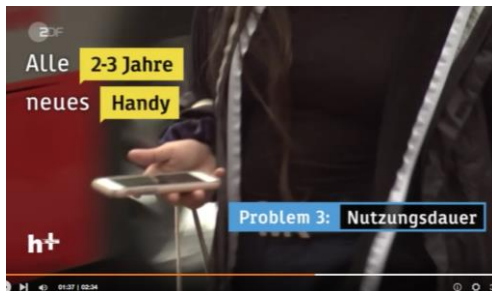 ZDF
Alle 2-3 Jahre
neues Handy
Problem 3: Nutzungsdauer
h+
01:37 | 02:34